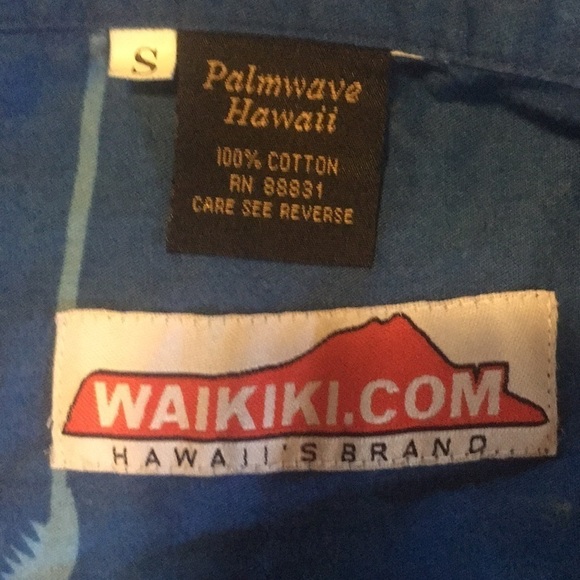 S
Palmwave
Hawaii
100% COTTON
RN 88831
CARE SEE REVERSE
WAIKIKI.COM
HAWAII'S BRAND